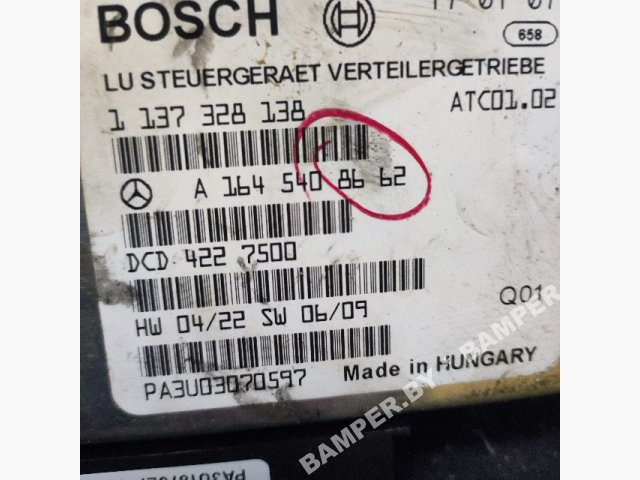 BOSCH
658
LU STEUERGERAET VERTEILERGETRIEBE
1 137 328 138
ATC01.02
A 164 540 86 62
DCD 422 7500
Q01
HW 04/22 SW 06/09
Made in HUNGARY
PA3U03070597
BAMPER.BY - BAMPER.